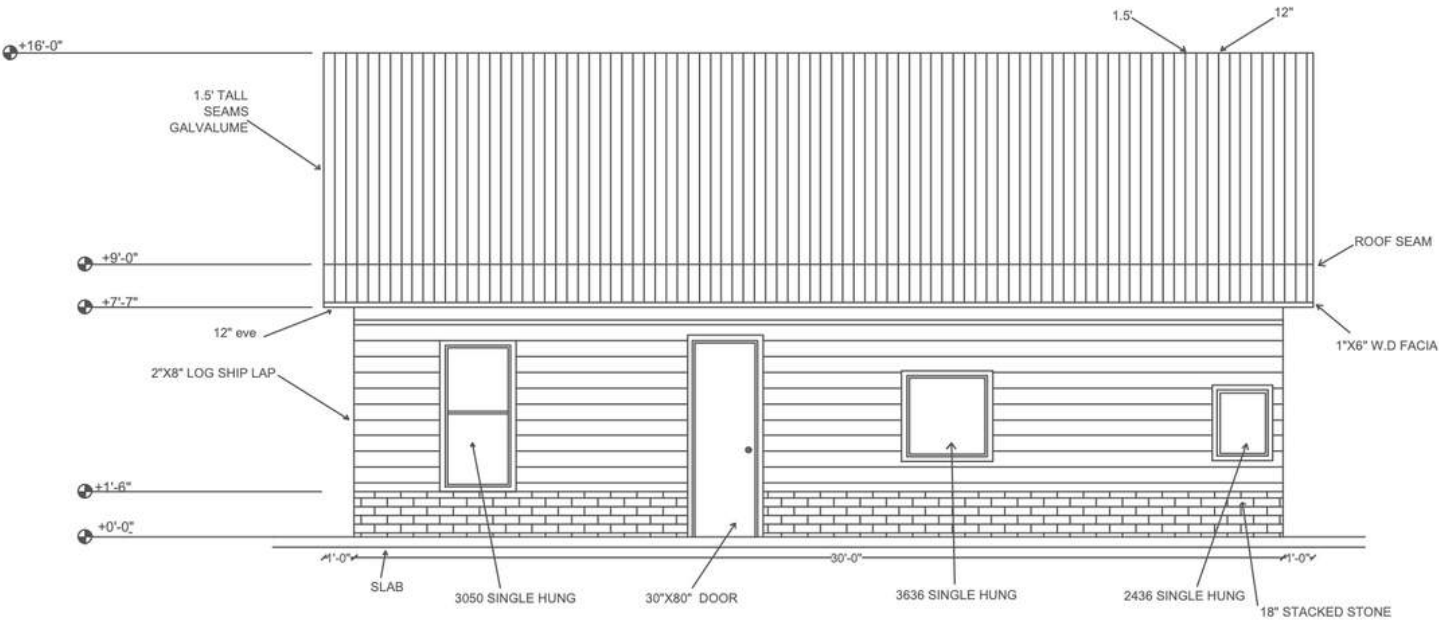 1.5'
12"
+16'-0"
1.5' TALL
SEAMS
GALVALUME
ROOF SEAM
+9'-0"
+7'-7"
12" eve
1"X6" W.D FACIA
2"X8" LOG SHIP LAP
+1'-6"
+0'-0"
1'-0"
30'-0"
1'-0"
SLAB
3050 SINGLE HUNG
30"X80" DOOR
3636 SINGLE HUNG
2436 SINGLE HUNG
18" STACKED STONE